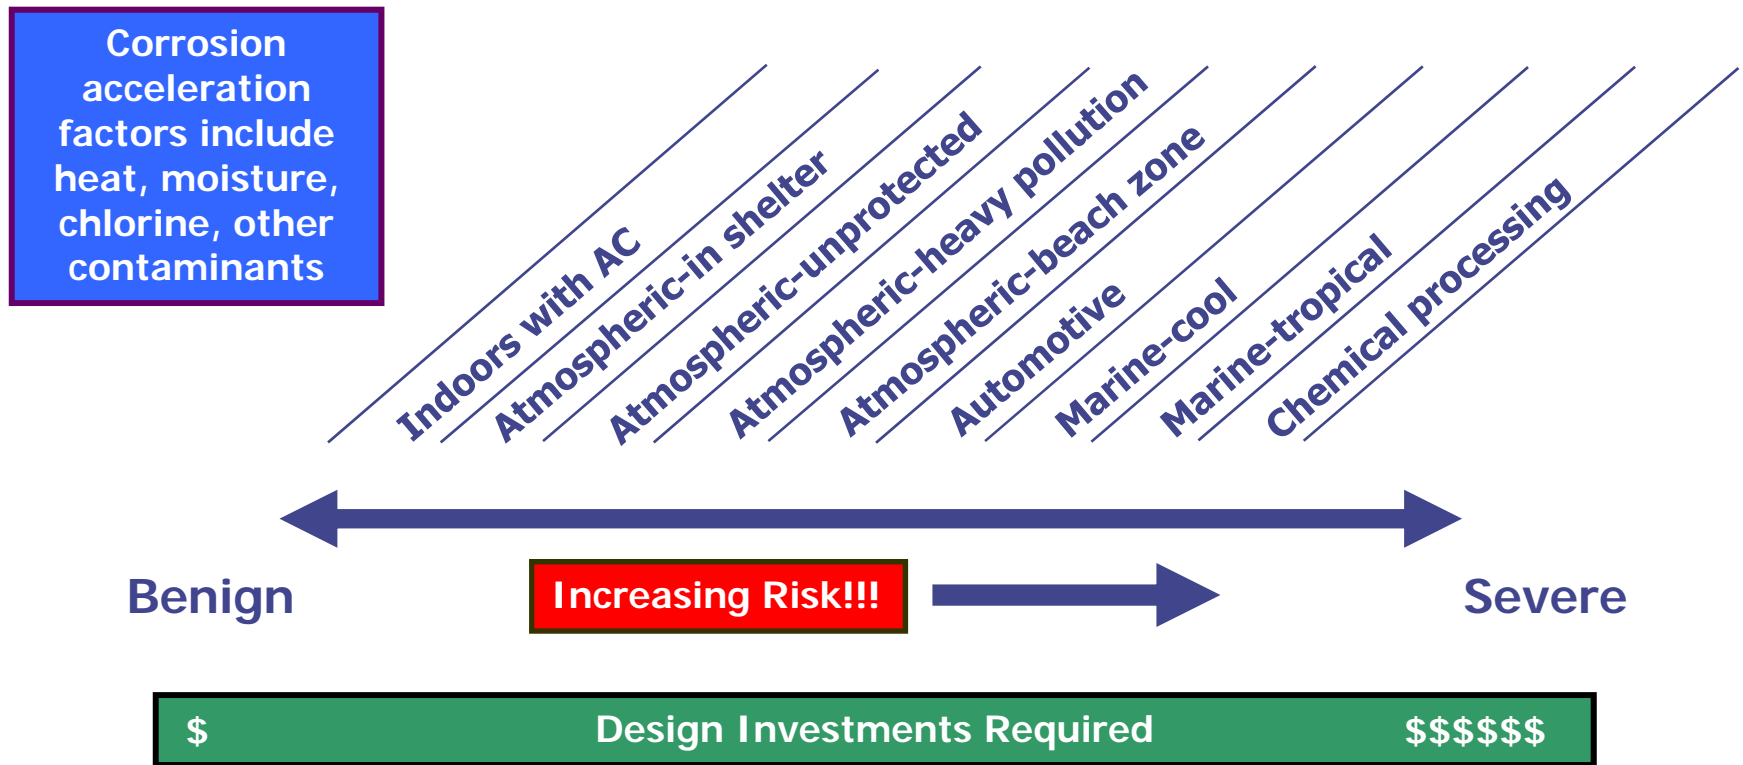 Corrosion
acceleration
factors include
heat, moisture,
chlorine, other
contaminants
Indoors with AC
Atmospheric-in shelter
Atmospheric-unprotected
Atmospheric-heavy pollution
Atmospheric-beach zone
Automotive
Marine-cool
Marine-tropical
Chemical processing
Benign
Increasing Risk!!!
Severe
$ Design Investments Required $$$$$$